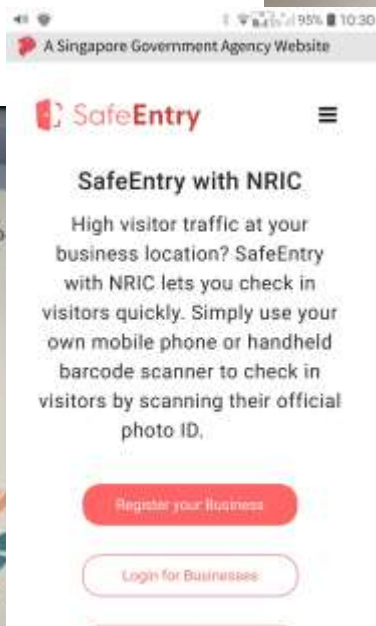 95% 10:30
A Singapore Government Agency Website
SafeEntry
SafeEntry with NRIC
High visitor traffic at your
business location? SafeEntry
with NRIC lets you check in
visitors quickly. Simply use your
own mobile phone or handheld
barcode scanner to check in
visitors by scanning their official
photo ID.
Register your Business
Login for Businesses